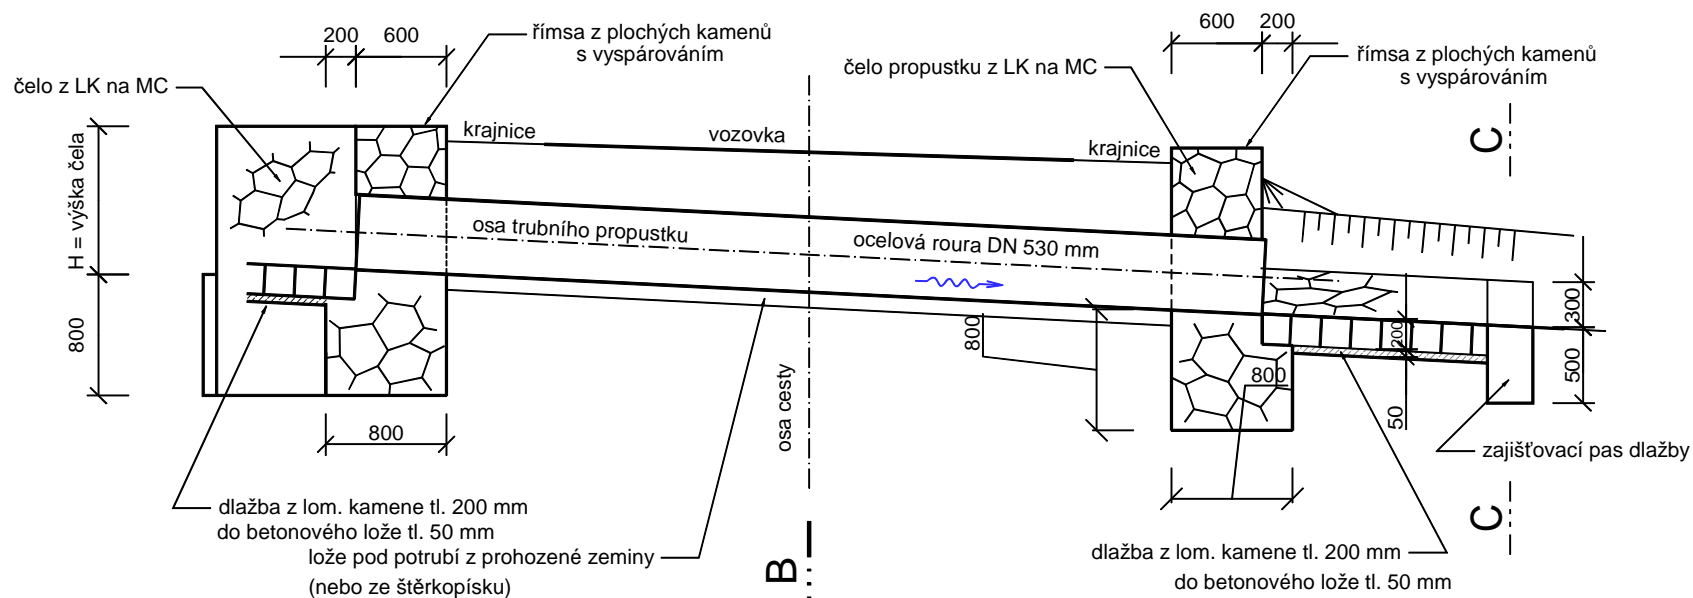 200
600
římsa z plochých kamenů
s vyspárováním
čelo z LK na MC
600
200
římsa z plochých kamenů
s vyspárováním
čelo propustku z LK na MC
krajnice
vozovka
krajnice
C
H = výška čela
osa trubního propustku
ocelová roura DN 530 mm
800
800
800
200
300
500
50
800
osa cesty
zajišťovací pas dlažby
dlažba z lom. kamene tl. 200 mm
do betonového lože tl. 50 mm
lože pod potrubí z prohozené zeminy
(nebo ze štěrkopísku)
B
C
dlažba z lom. kamene tl. 200 mm
do betonového lože tl. 50 mm